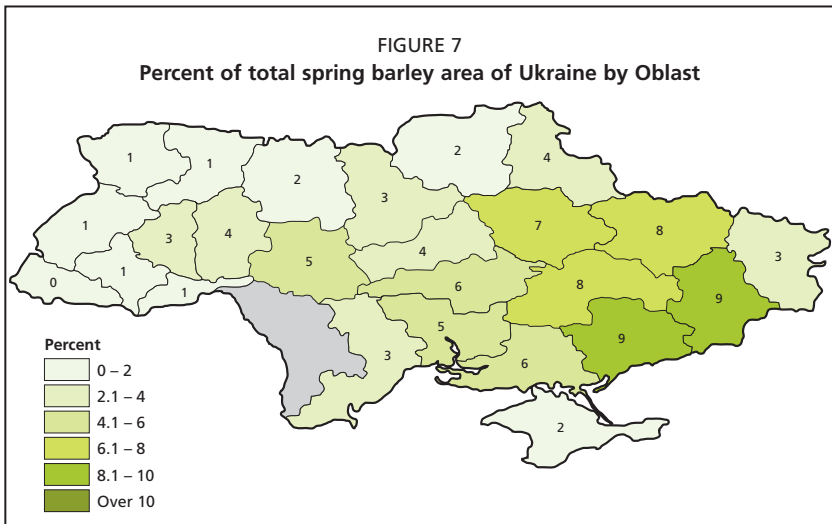 FIGURE 7
Percent of total spring barley area of Ukraine by Oblast
1
1
2
2
4
3
1
3
4
5
4
7
8
3
0
1
1
6
8
9
5
3
6
9
2
Percent
0 – 2
2.1 – 4
4.1 – 6
6.1 – 8
8.1 – 10
Over 10